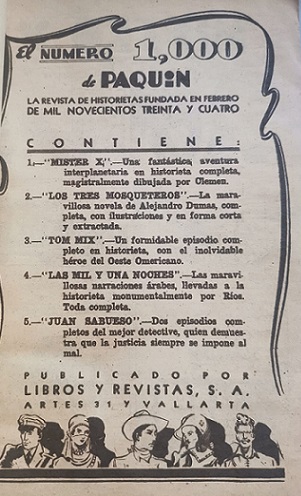 El NUMERO 1,000
de PAQUIN
LA REVISTA DE HISTORIETAS FUNDADA EN FEBRERO
DE MIL NOVECIENTOS TREINTA Y CUATRO
CONTIENE:
1.—"MISTER X,".—Una fantástica aventura
interplanetaria en historieta completa,
magistralmente dibujada por Clemen.
2.—"LOS TRES MOSQUETEROS".—La mara-
villosa novela de Alejandro Dumas, com-
pleta, con ilustraciones y en forma corta
y extractada.
3.—"TOM MIX".—Un formidable episodio com-
pleto en historieta, con el inolvidable
héroe del Oeste Americano.
4.—"LAS MIL Y UNA NOCHES".—Las maravi-
llosas narraciones árabes, llevadas a la
historieta monumentalmente por Ríos.
Toda completa.
5.—"JUAN SABUESO".—Dos episodios com-
pletos del mejor detective, quien demues-
tra que la justicia siempre se impone al
mal.
PUBLICADO POR
LIBROS Y REVISTAS, S. A.
ARTES 31 Y VALLARTA